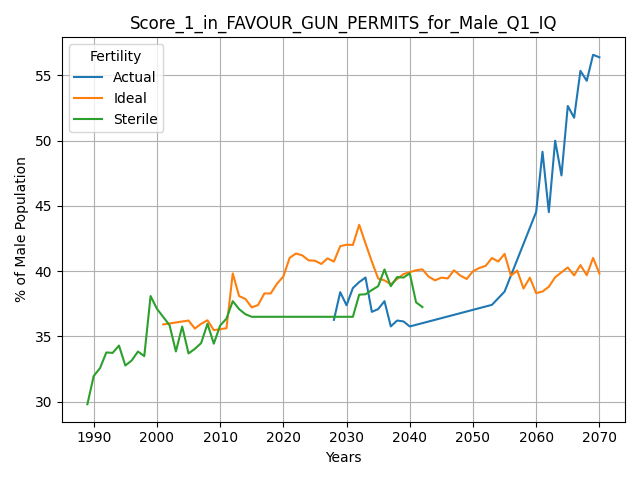 Score_1_in_FAVOUR_GUN_PERMITS_for_Male_Q1_IQ
Fertility
Actual
Ideal
Sterile
% of Male Population
55
50
45
40
35
30
1990 2000 2010 2020 2030 2040 2050 2060 2070
Years